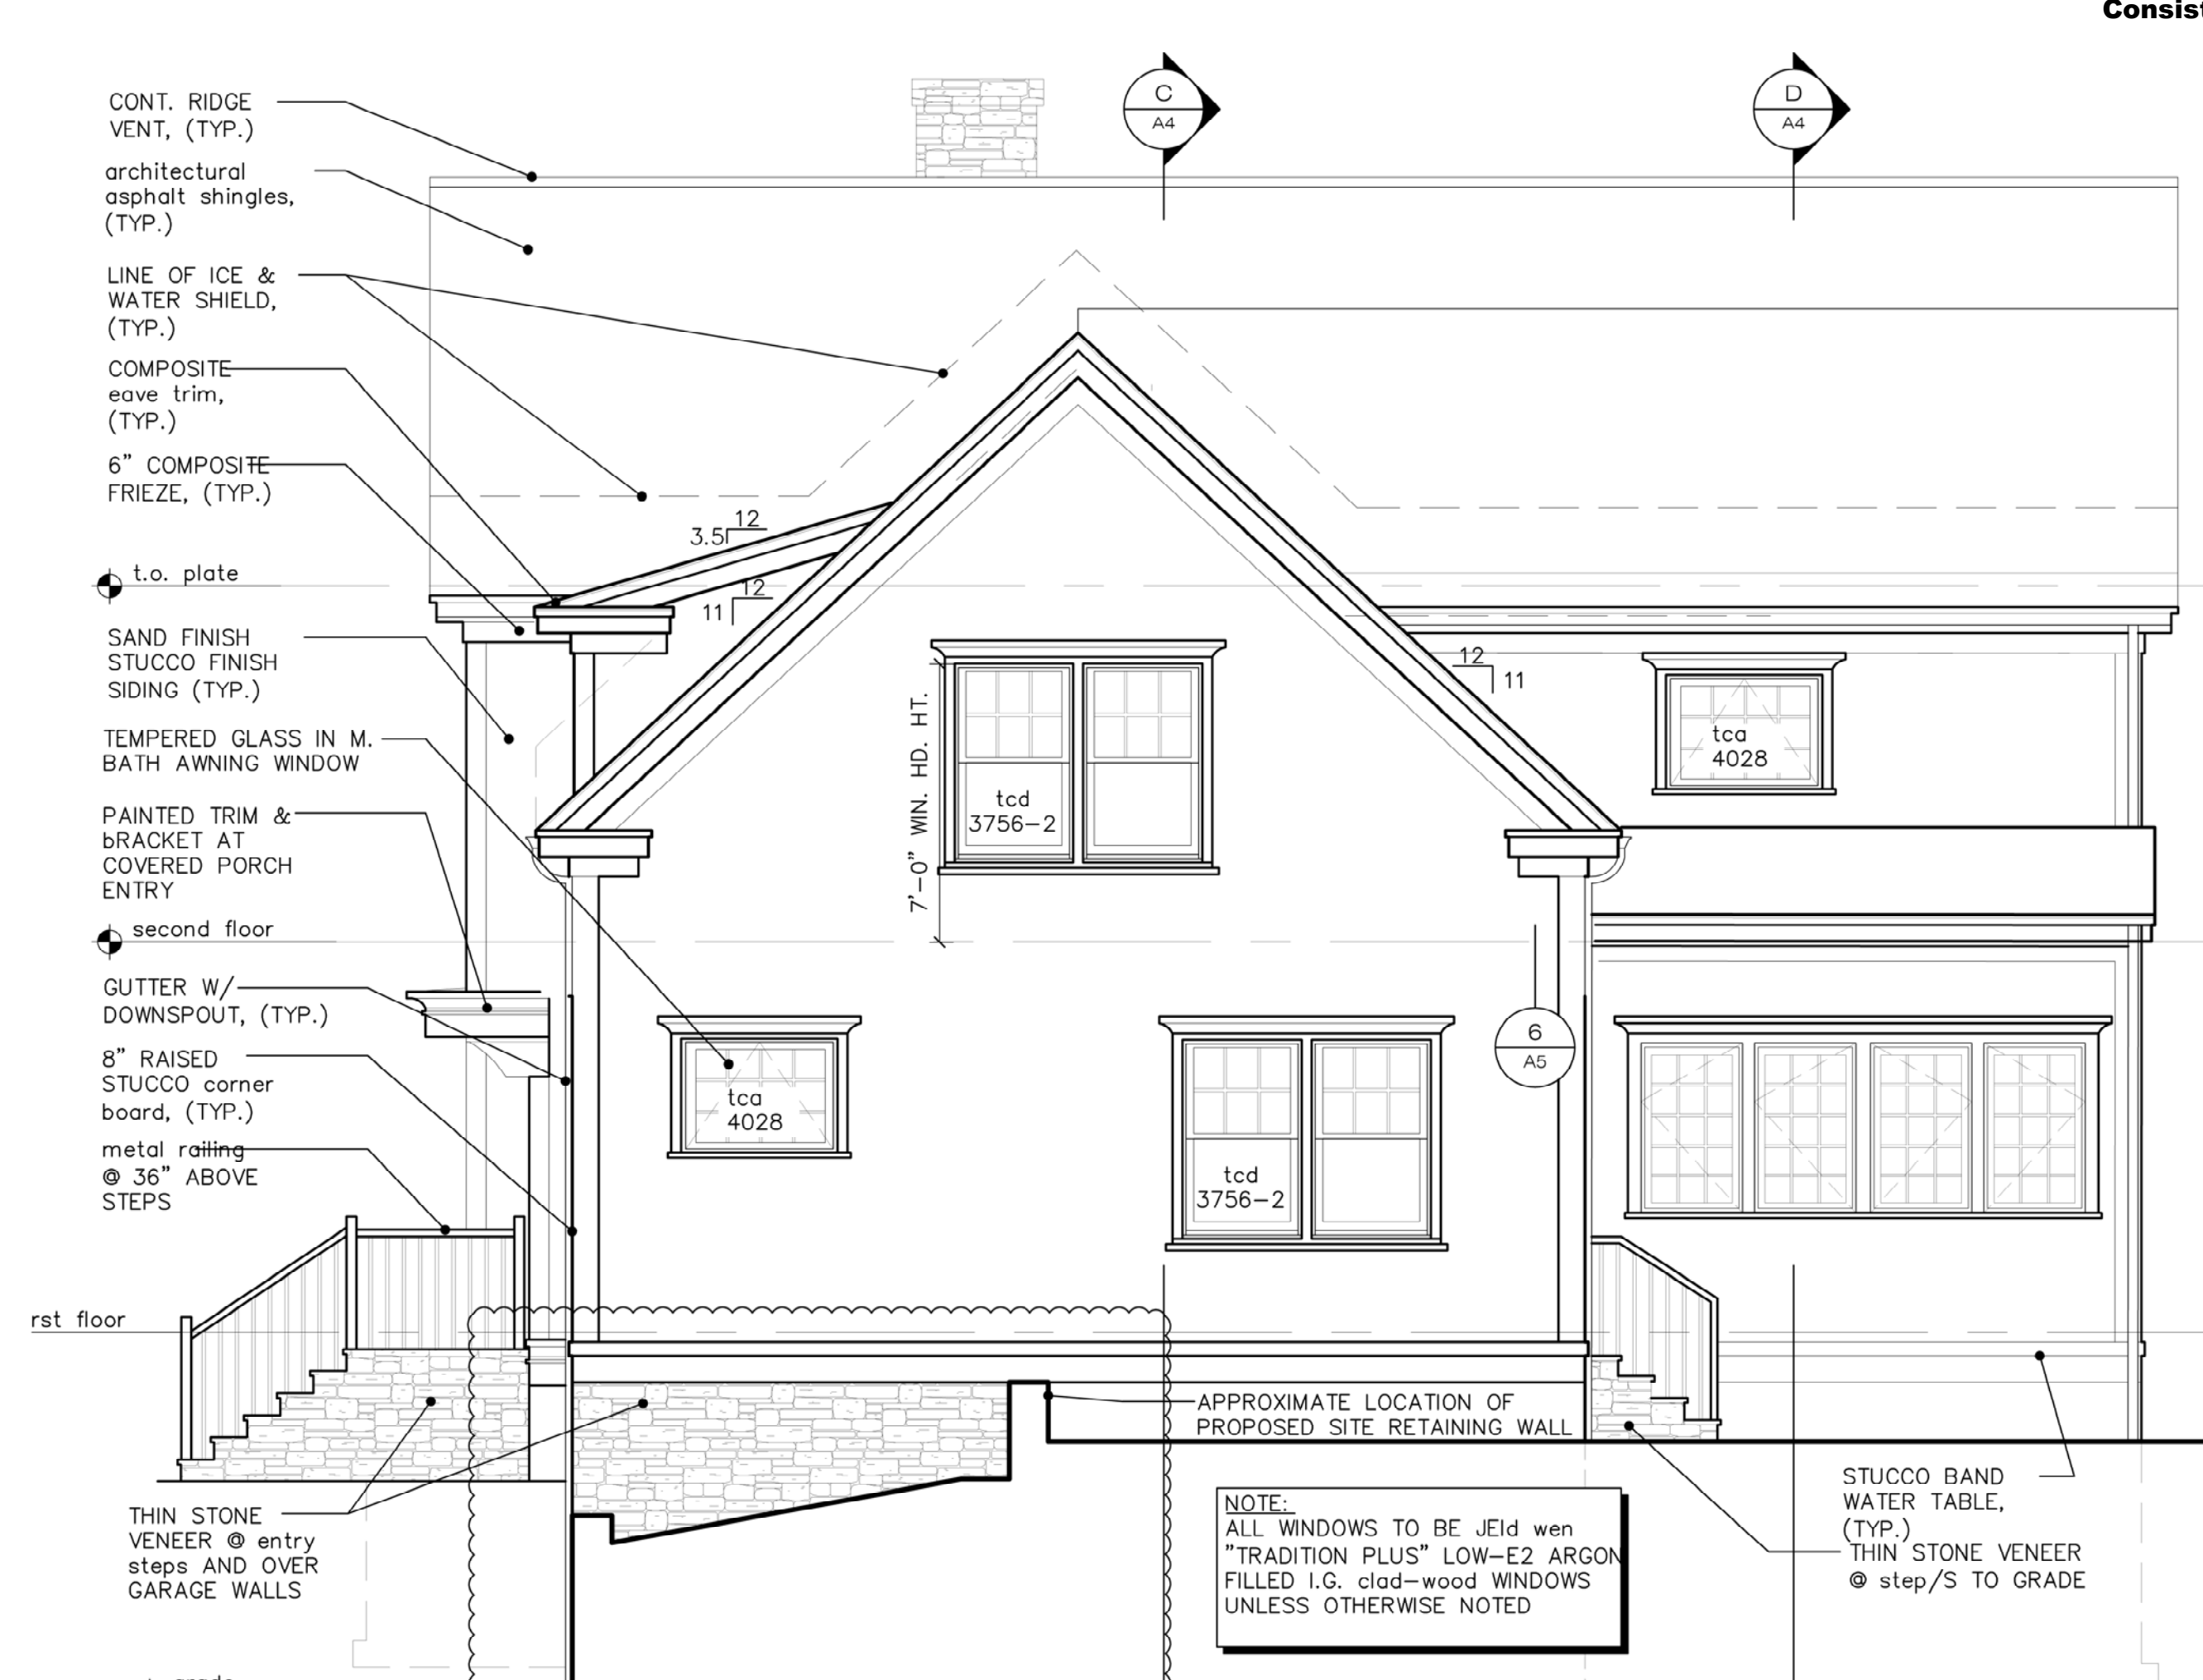 Consist
C
A4
D
A4
CONT. RIDGE
VENT, (TYP.)
architectural
asphalt shingles,
(TYP.)
LINE OF ICE &
WATER SHIELD,
(TYP.)
COMPOSITE
eave trim,
(TYP.)
6" COMPOSITE
FRIEZE, (TYP.)
12
3.5
12
11
t.o. plate
SAND FINISH
STUCCO FINISH
SIDING (TYP.)
12
11
TEMPERED GLASS IN M.
BATH AWNING WINDOW
7'-0" WIN. HD. HT.
tcd
3756-2
tca
4028
PAINTED TRIM &
bRACKET AT
COVERED PORCH
ENTRY
second floor
GUTTER W/
DOWNSPOUT, (TYP.)
8" RAISED
STUCCO corner
board, (TYP.)
metal railing
@ 36" ABOVE
STEPS
tca
4028
tcd
3756-2
6
A5
rst floor
APPROXIMATE LOCATION OF
PROPOSED SITE RETAINING WALL
THIN STONE
VENEER @ entry
steps AND OVER
GARAGE WALLS
NOTE:
ALL WINDOWS TO BE JEld wen
"TRADITION PLUS" LOW-E2 ARGON
FILLED I.G. clad-wood WINDOWS
UNLESS OTHERWISE NOTED
STUCCO BAND
WATER TABLE,
(TYP.)
THIN STONE VENEER
@ step/S TO GRADE